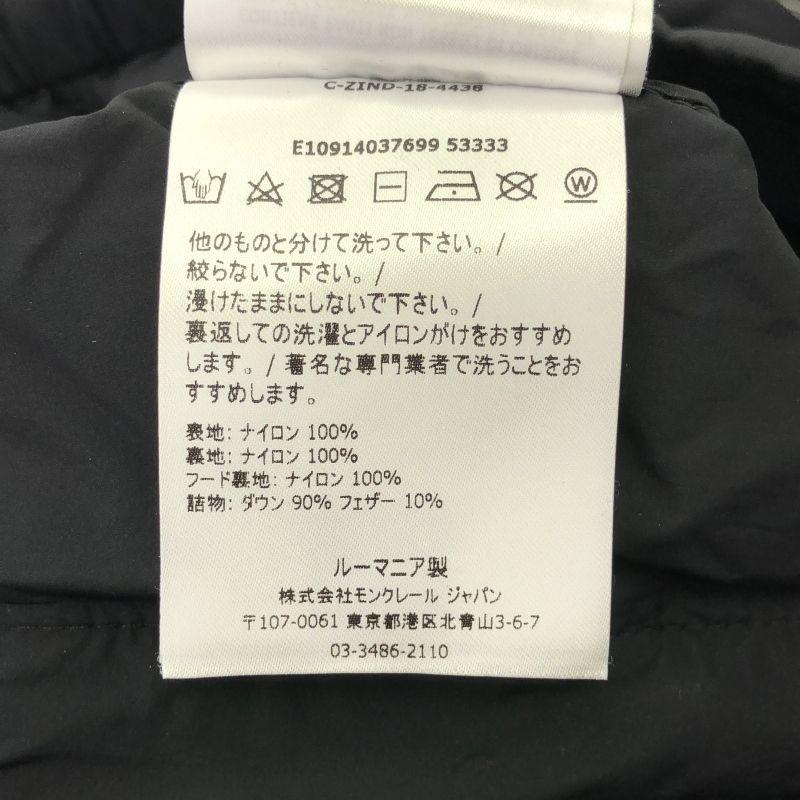 C-ZIND-18-4438
E10914037699 53333
W
他のものと分けて洗って下さい。/
絞らないで下さい。/
浸けたままにしないで下さい。/
裏返しての洗濯とアイロンがけをおすすめ
します。/ 著名な専門業者で洗うことをお
すすめします。
表地: ナイロン 100%
裏地: ナイロン 100%
フード裏地: ナイロン 100%
詰物: ダウン 90% フェザー 10%
ルーマニア製
株式会社モンクレール ジャパン
〒107-0061 東京都港区北青山3-6-7
03-3486-2110